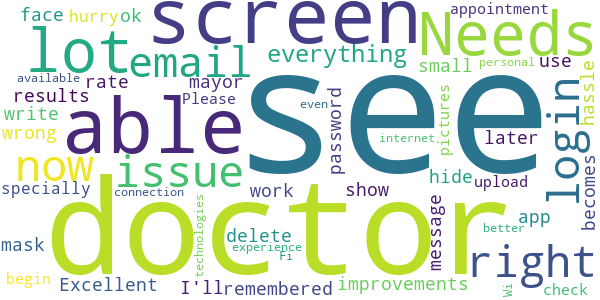 face hurry ok screen appointment
lot email everything Needs
small personal use
available rate mayor
results Please even
write able see password pictures login hassle
wrong internet. later
now issue
specially connection work show hide upload becomes
doctor message
technologies app better
mask delete right
experience Fi
begin Excellent I'll remembered improvements Wi check